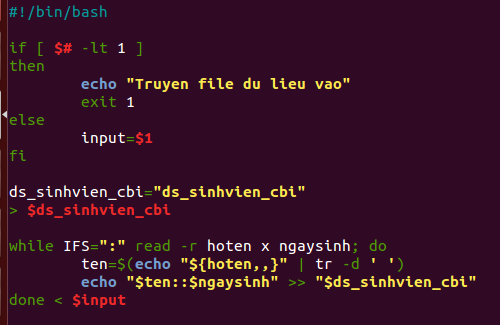 #!/bin/bash

if [ $# -lt 1 ]
then
        echo "Truyen file du lieu vao"
        exit 1
else
        input=$1
fi

ds_sinhvien_cbi="ds_sinhvien_cbi"
> $ds_sinhvien_cbi

while IFS=":" read -r hoten x ngaysinh; do
        ten=$(echo "${hoten,,}" | tr -d ' ')
        echo "$ten::$ngaysinh" >> "$ds_sinhvien_cbi"
done < $input